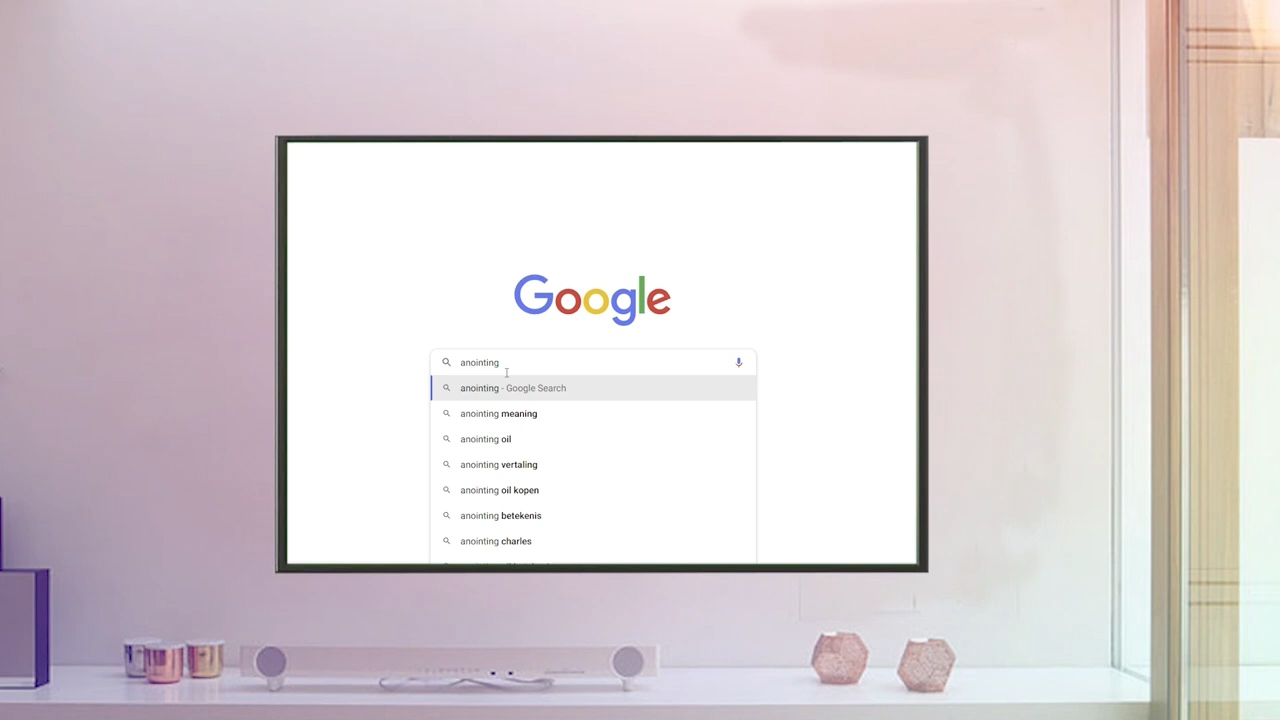 Google
anointing
anointing - Google Search
anointing meaning
anointing oil
anointing vertaling
anointing oil kopen
anointing betekenis
anointing charles